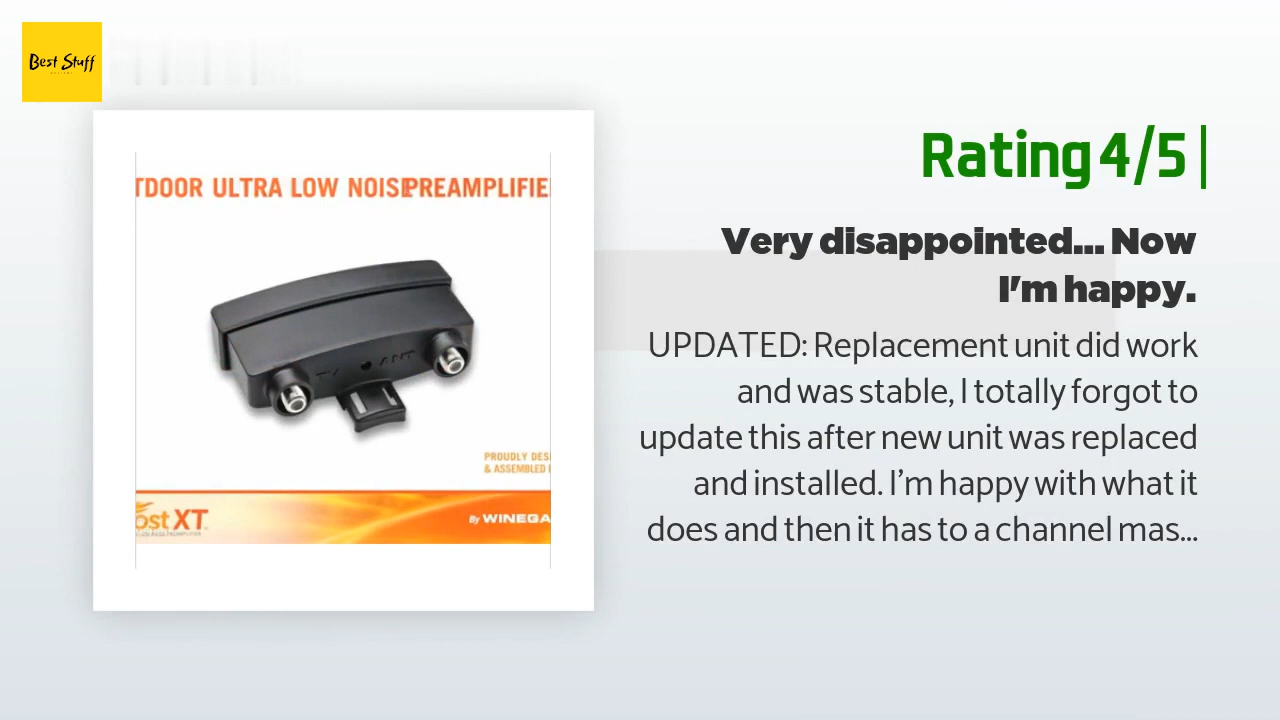 Best Stuff
TDOOR ULTRA LOW NOIS PREAMPLIFIE
TV ANT
PROUDLY DES
& ASSEMBLED
ost XT
By WINEGA
Rating 4/5
Very disappointed... Now
I'm happy.
UPDATED: Replacement unit did work
and was stable, I totally forgot to
update this after new unit was replaced
and installed. I'm happy with what it
does and then it has to a channel mas...